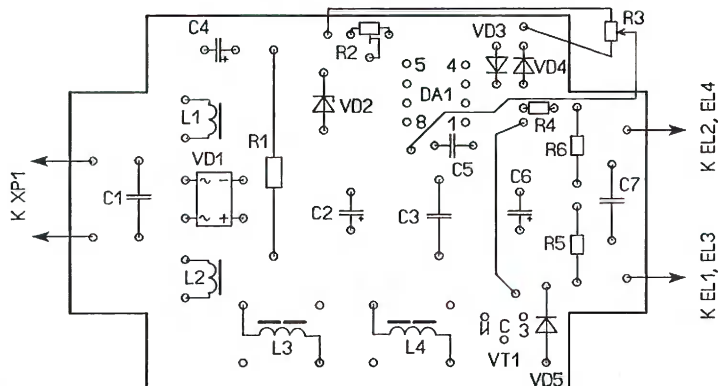 C4
R2
VD3
R3
5
4
VD4
DA1
VD2
L1
8
1
R4
К EL2, EL4
R1
R6
VD1
C5
К XP1
C1
~
−
~
+
C2
C3
C6
C7
R5
L2
К EL1, EL3
И
С
З
L3
L4
VT1
VD5